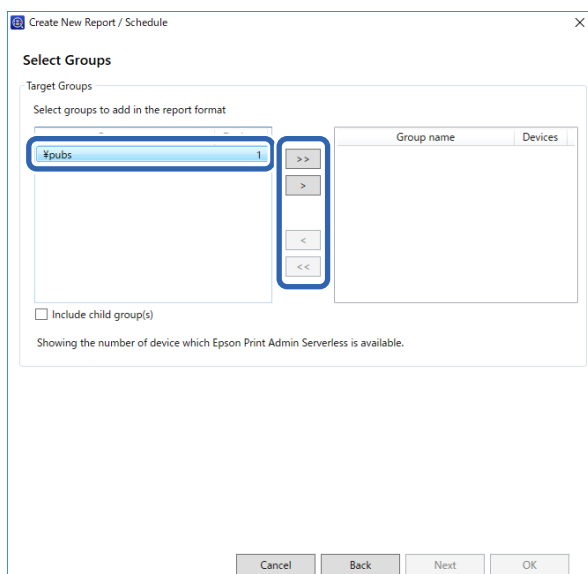 Create New Report / Schedule
Select Groups
Target Groups
Select groups to add in the report format
Group name Devices
¥pubs 1
>>
>
<
<<
Include child group(s)
Showing the number of device which Epson Print Admin Serverless is available.
Cancel Back Next OK